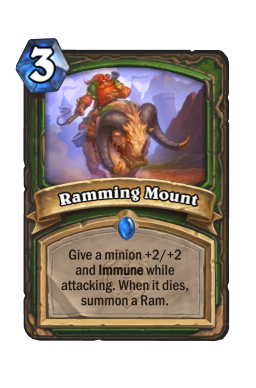 3
Ramming Mount
Give a minion +2/+2
and Immune while
attacking. When it dies,
summon a Ram.